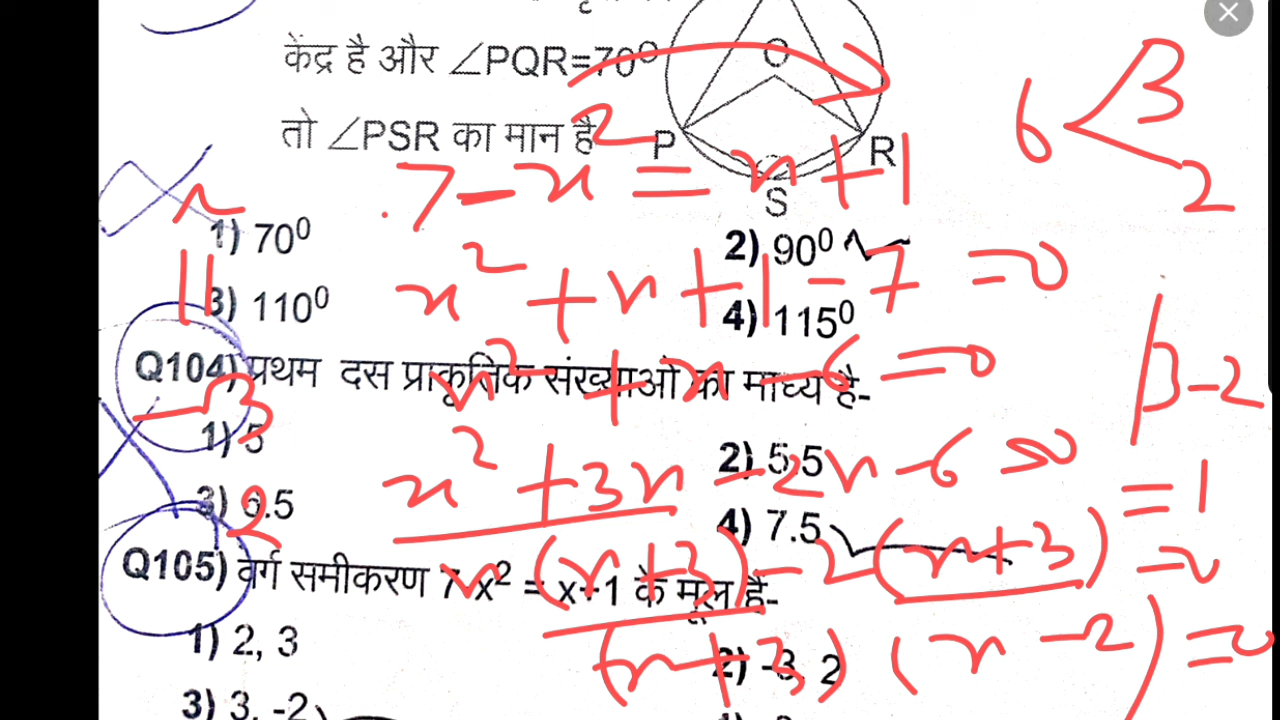 केंद्र है और ∠PQR=70⁰
O
तो ∠PSR का मान है
P
R
S
6 < 3
2
7 - x² = x + 1
1) 70⁰
2) 90⁰
3) 110⁰
4) 115⁰
x² + x + 1 - 7 = 0
Q104) प्रथम दस प्राकृतिक संख्याओं का माध्य है-
x² + x - 6 = 0
3 - 2
= 1
1) 5
2) 5.5
3) 6.5
4) 7.5
-3
2
x² + 3x - 2x - 6 = 0
x (x+3) - 2 (x+3) = 0
Q105) वर्ग समीकरण 7-x² = x+1 के मूल है-
(x+3) (x-2) = 0
1) 2, 3
2) -3, 2
3) 3, -2